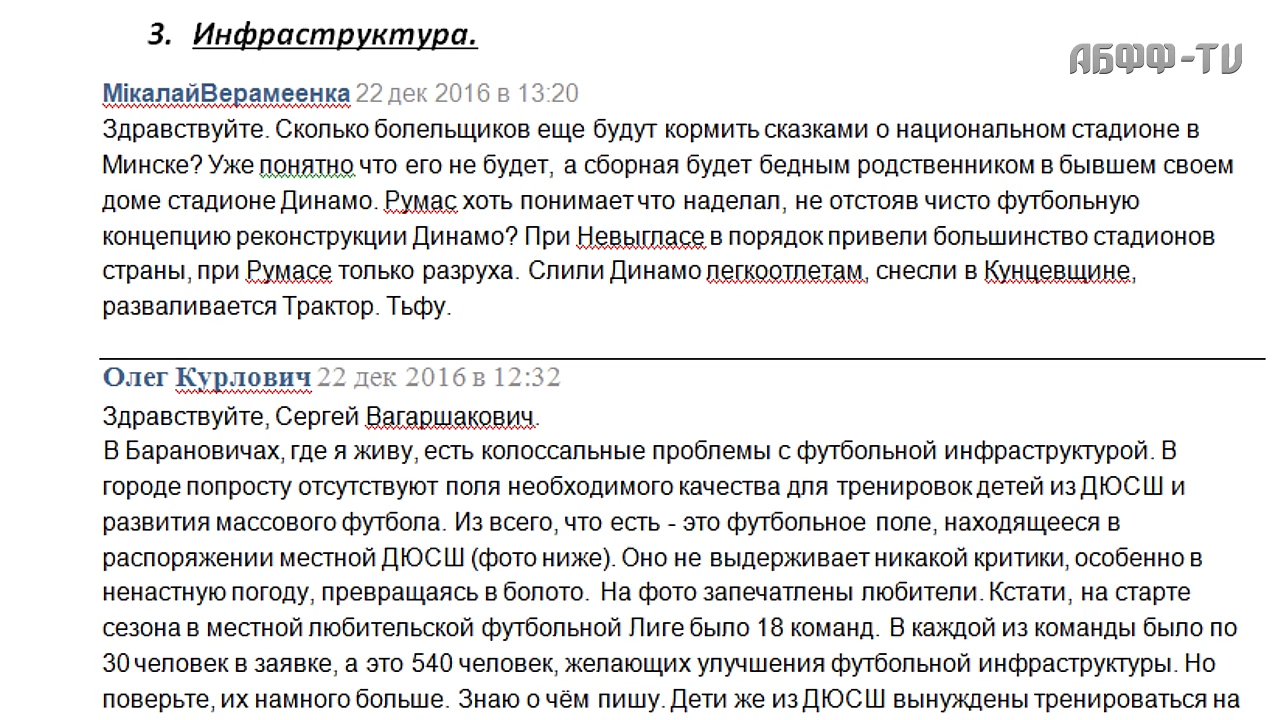 3. Инфраструктура.
АБФФ-TV
МікалайВерамеенка 22 дек 2016 в 13:20
Здравствуйте. Сколько болельщиков еще будут кормить сказками о национальном стадионе в
Минске? Уже понятно что его не будет, а сборная будет бедным родственником в бывшем своем
доме стадионе Динамо. Румас хоть понимает что наделал, не отстояв чисто футбольную
концепцию реконструкции Динамо? При Невыгласе в порядок привели большинство стадионов
страны, при Румасе только разруха. Слили Динамо легкоотлетам, снесли в Кунцевщине,
разваливается Трактор. Тьфу.
Олег Курлович 22 дек 2016 в 12:32
Здравствуйте, Сергей Вагаршакович.
В Барановичах, где я живу, есть колоссальные проблемы с футбольной инфраструктурой. В
городе попросту отсутствуют поля необходимого качества для тренировок детей из ДЮСШ и
развития массового футбола. Из всего, что есть - это футбольное поле, находящееся в
распоряжении местной ДЮСШ (фото ниже). Оно не выдерживает никакой критики, особенно в
ненастную погоду, превращаясь в болото. На фото запечатлены любители. Кстати, на старте
сезона в местной любительской футбольной Лиге было 18 команд. В каждой из команды было по
30 человек в заявке, а это 540 человек, желающих улучшения футбольной инфраструктуры. Но
поверьте, их намного больше. Знаю о чём пишу. Дети же из ДЮСШ вынуждены тренироваться на